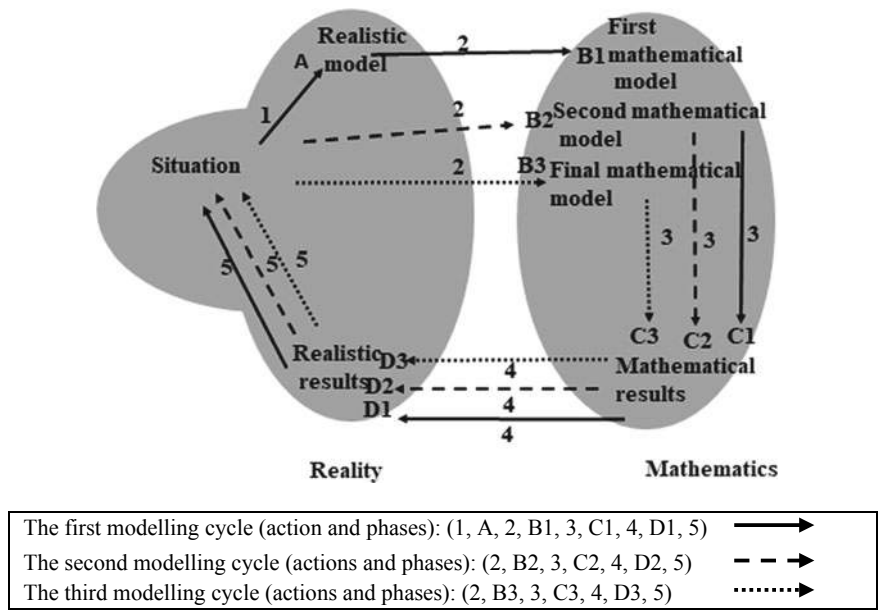 Realistic
model
A
2
First
B1 mathematical
model
1
2
B2 Second mathematical
model
Situation
2
B3 Final mathematical
model
5
5
5
3
3
3
C3
C2
C1
Realistic D3
results
D2
D1
4
4
4
Mathematical
results
Reality
Mathematics
The first modelling cycle (action and phases): (1, A, 2, B1, 3, C1, 4, D1, 5)
The second modelling cycle (actions and phases): (2, B2, 3, C2, 4, D2, 5)
The third modelling cycle (actions and phases): (2, B3, 3, C3, 4, D3, 5)